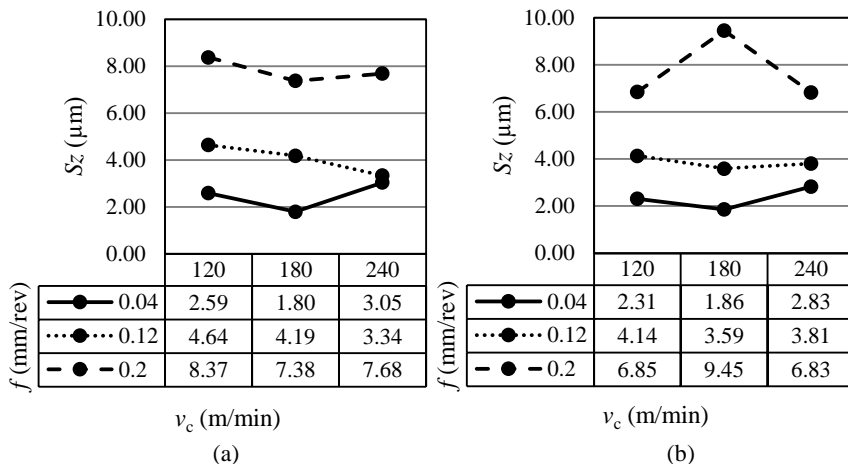 10.00
8.00
6.00
4.00
2.00
0.00
Sz (µm)
120 180 240
f (mm/rev)
0.04 2.59 1.80 3.05
0.12 4.64 4.19 3.34
0.2 8.37 7.38 7.68
v_c (m/min)
(a)
10.00
8.00
6.00
4.00
2.00
0.00
Sz (µm)
120 180 240
f (mm/rev)
0.04 2.31 1.86 2.83
0.12 4.14 3.59 3.81
0.2 6.85 9.45 6.83
v_c (m/min)
(b)